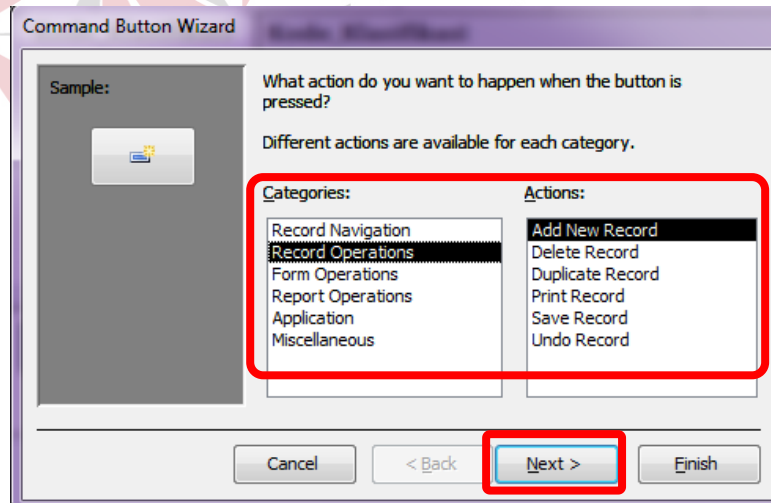 Command Button Wizard
Sample:
What action do you want to happen when the button is
pressed?
Different actions are available for each category.
Categories:
Actions:
Record Navigation
Record Operations
Form Operations
Report Operations
Application
Miscellaneous
Add New Record
Delete Record
Duplicate Record
Print Record
Save Record
Undo Record
Cancel
< Back
Next >
Finish